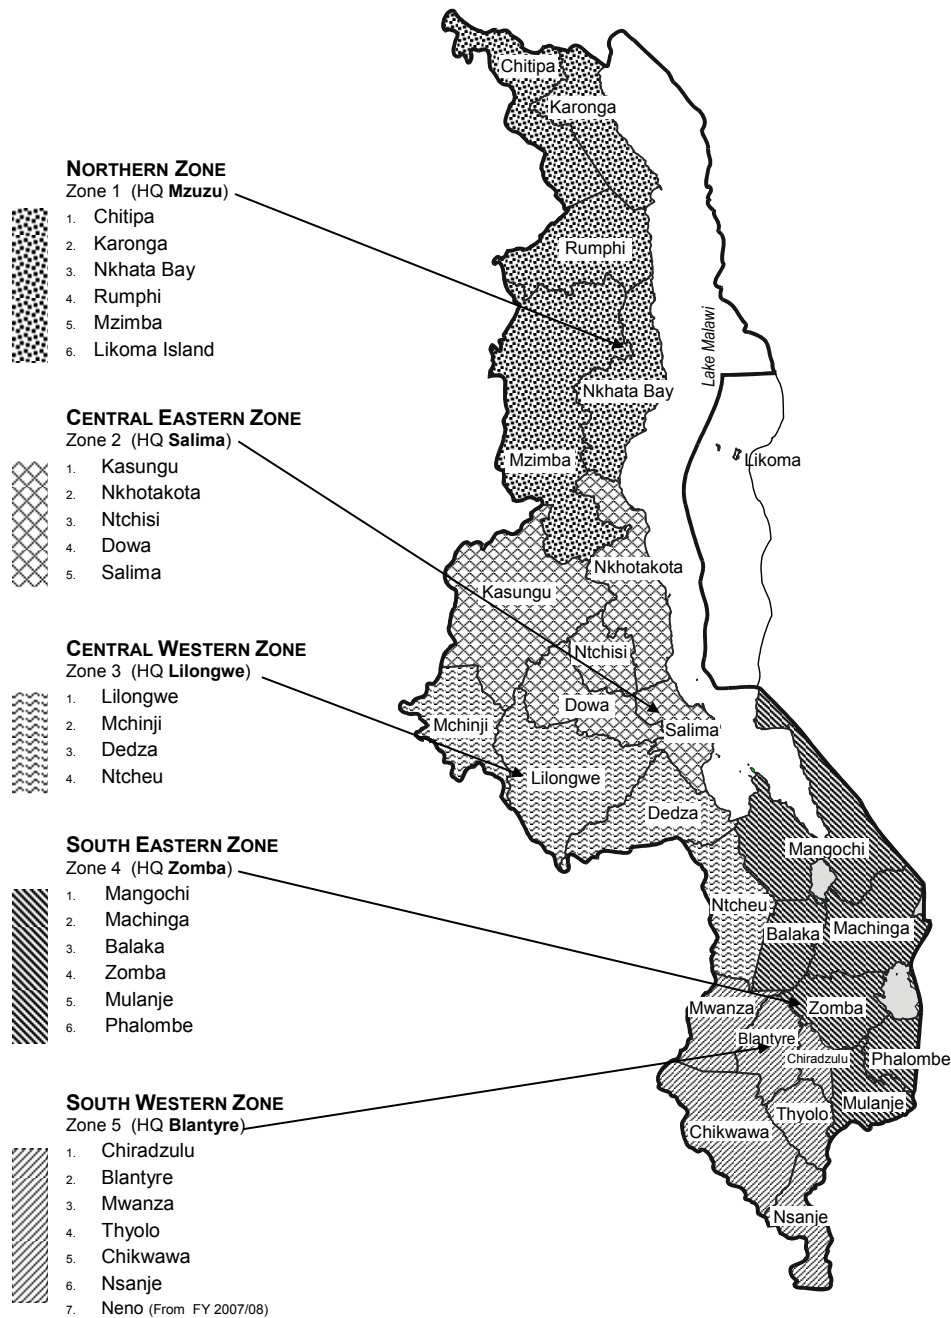 NORTHERN ZONE
Zone 1 (HQ Mzuzu)
1. Chitipa
2. Karonga
3. Nkhata Bay
4. Rumphi
5. Mzimba
6. Likoma Island
CENTRAL EASTERN ZONE
Zone 2 (HQ Salima)
1. Kasungu
2. Nkhotakota
3. Ntchisi
4. Dowa
5. Salima
CENTRAL WESTERN ZONE
Zone 3 (HQ Lilongwe)
1. Lilongwe
2. Mchinji
3. Dedza
4. Ntcheu
SOUTH EASTERN ZONE
Zone 4 (HQ Zomba)
1. Mangochi
2. Machinga
3. Balaka
4. Zomba
5. Mulanje
6. Phalombe
SOUTH WESTERN ZONE
Zone 5 (HQ Blantyre)
1. Chiradzulu
2. Blantyre
3. Mwanza
4. Thyolo
5. Chikwawa
6. Nsanje
7. Neno (From FY 2007/08)
Chitipa
Karonga
Rumphi
Lake Malawi
Nkhata Bay
Mzimba
Likoma
Nkhotakota
Kasungu
Ntchisi
Dowa
Mchinji
Salima
Lilongwe
Dedza
Mangochi
Ntcheu
Balaka
Machinga
Mwanza
Zomba
Blantyre
Chiradzulu
Phalombe
Mulanje
Thyolo
Chikwawa
Nsanje